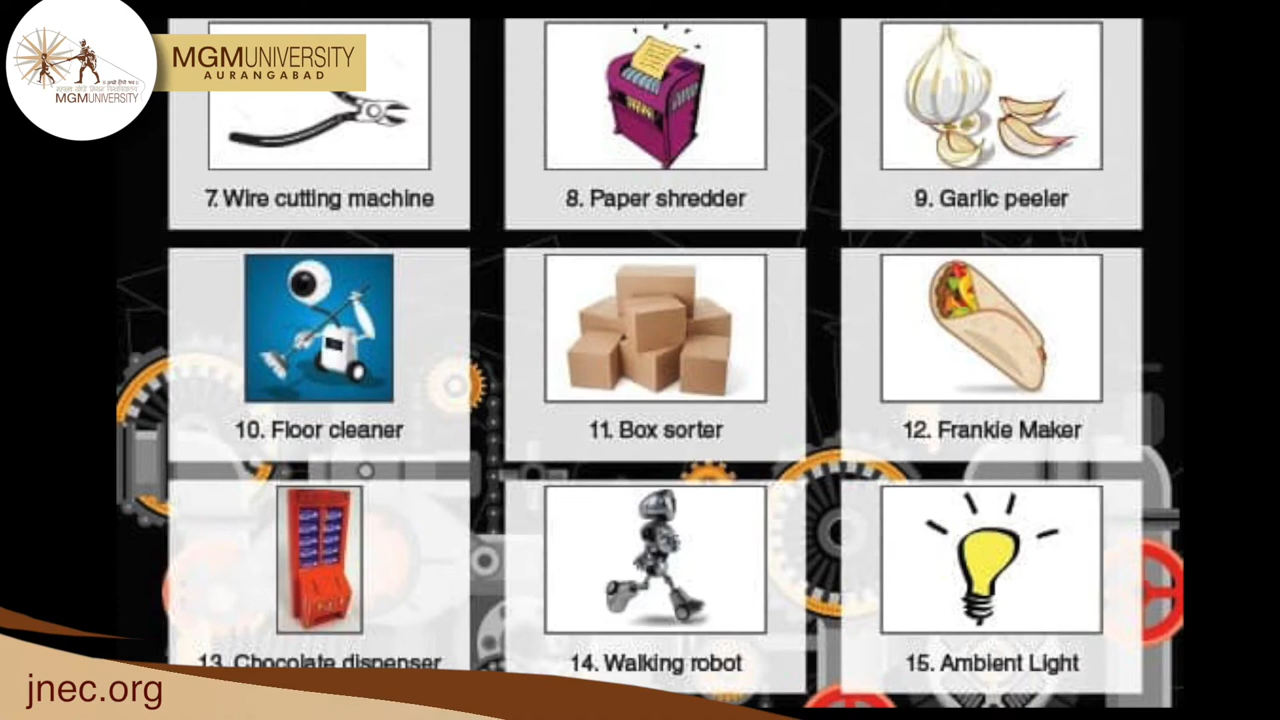 MGMUNIVERSITY
AURANGABAD
MGMUNIVERSITY
7. Wire cutting machine
8. Paper shredder
9. Garlic peeler
10. Floor cleaner
11. Box sorter
12. Frankie Maker
13. Chocolate dispenser
14. Walking robot
15. Ambient Light
jnec.org